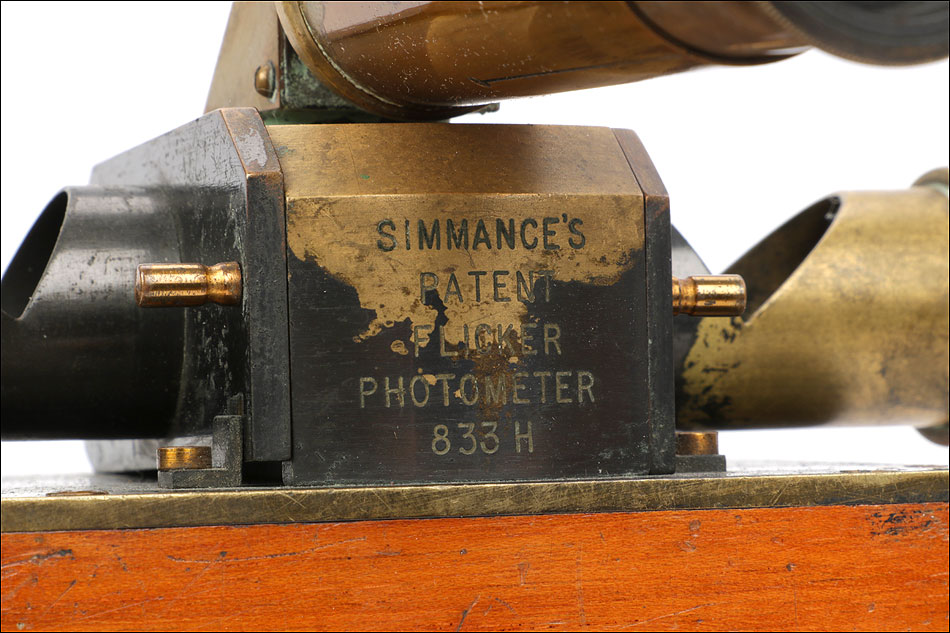 SIMMANCE'S
PATENT
FLICKER
PHOTOMETER
833 H